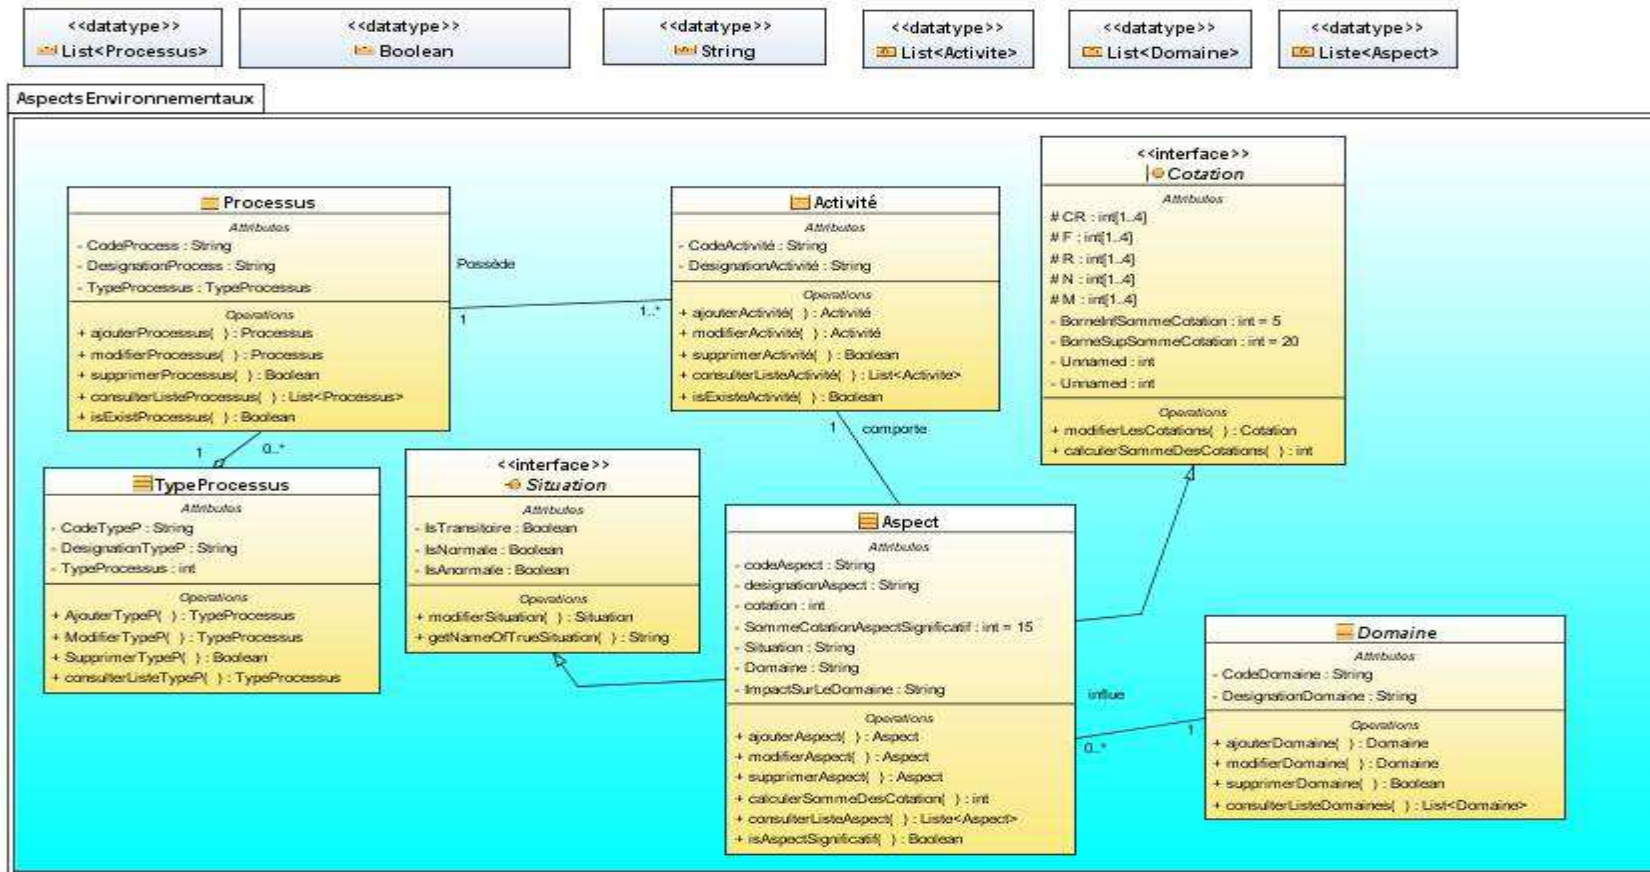 <<datatype>>
List<Processus>
<<datatype>>
Boolean
<<datatype>>
String
<<datatype>>
List<Activite>
<<datatype>>
List<Domaine>
<<datatype>>
Liste<Aspect>
AspectsEnvironnementaux
Processus
Attributes
- CodeProcess : String
- DesignationProcess : String
- TypeProcessus : TypeProcessus
Operations
+ ajouterProcessus( ) : Processus
+ modifierProcessus( ) : Processus
+ supprimerProcessus( ) : Boolean
+ consulterListeProcessus( ) : List<Processus>
+ isExistProcessus( ) : Boolean
Possède
1
1..*
Activité
Attributes
- CodeActivité : String
- DesignationActivité : String
Operations
+ ajouterActivité( ) : Activité
+ modifierActivité( ) : Activité
+ supprimerActivité( ) : Boolean
+ consulterListeActivité( ) : List<Activite>
+ isExisteActivité( ) : Boolean
<<interface>>
Cotation
Attributes
# CR : int[1..4]
# F : int[1..4]
# R : int[1..4]
# N : int[1..4]
# M : int[1..4]
- BorneInfSommeCotation : int = 5
- BorneSupSommeCotation : int = 20
- Unnamed : int
- Unnamed : int
Operations
+ modifierLesCotations( ) : Cotation
+ calculerSommeDesCotations( ) : int
1
0..*
1
comporte
TypeProcessus
Attributes
- CodeTypeP : String
- DesignationTypeP : String
- TypeProcessus : int
Operations
+ AjouterTypeP( ) : TypeProcessus
+ ModifierTypeP( ) : TypeProcessus
+ SupprimerTypeP( ) : Boolean
+ consulterListeTypeP( ) : TypeProcessus
<<interface>>
Situation
Attributes
- IsTransitoire : Boolean
- IsNormale : Boolean
- IsAnormale : Boolean
Operations
+ modifierSituation( ) : Situation
+ getNameOfTrueSituation( ) : String
Aspect
Attributes
- codeAspect : String
- designationAspect : String
- cotation : int
- SommeCotationAspectSignificatif : int = 15
- Situation : String
- Domaine : String
- ImpactSurLeDomaine : String
Operations
+ ajouterAspect( ) : Aspect
+ modifierAspect( ) : Aspect
+ supprimerAspect( ) : Aspect
+ calculerSommeDesCotation( ) : int
+ consulterListeAspect( ) : Liste<Aspect>
+ isAspectSignificatif( ) : Boolean
influe
0..*
1
Domaine
Attributes
- CodeDomaine : String
- DesignationDomaine : String
Operations
+ ajouterDomaine( ) : Domaine
+ modifierDomaine( ) : Domaine
+ supprimerDomaine( ) : Boolean
+ consulterListeDomaines( ) : List<Domaine>